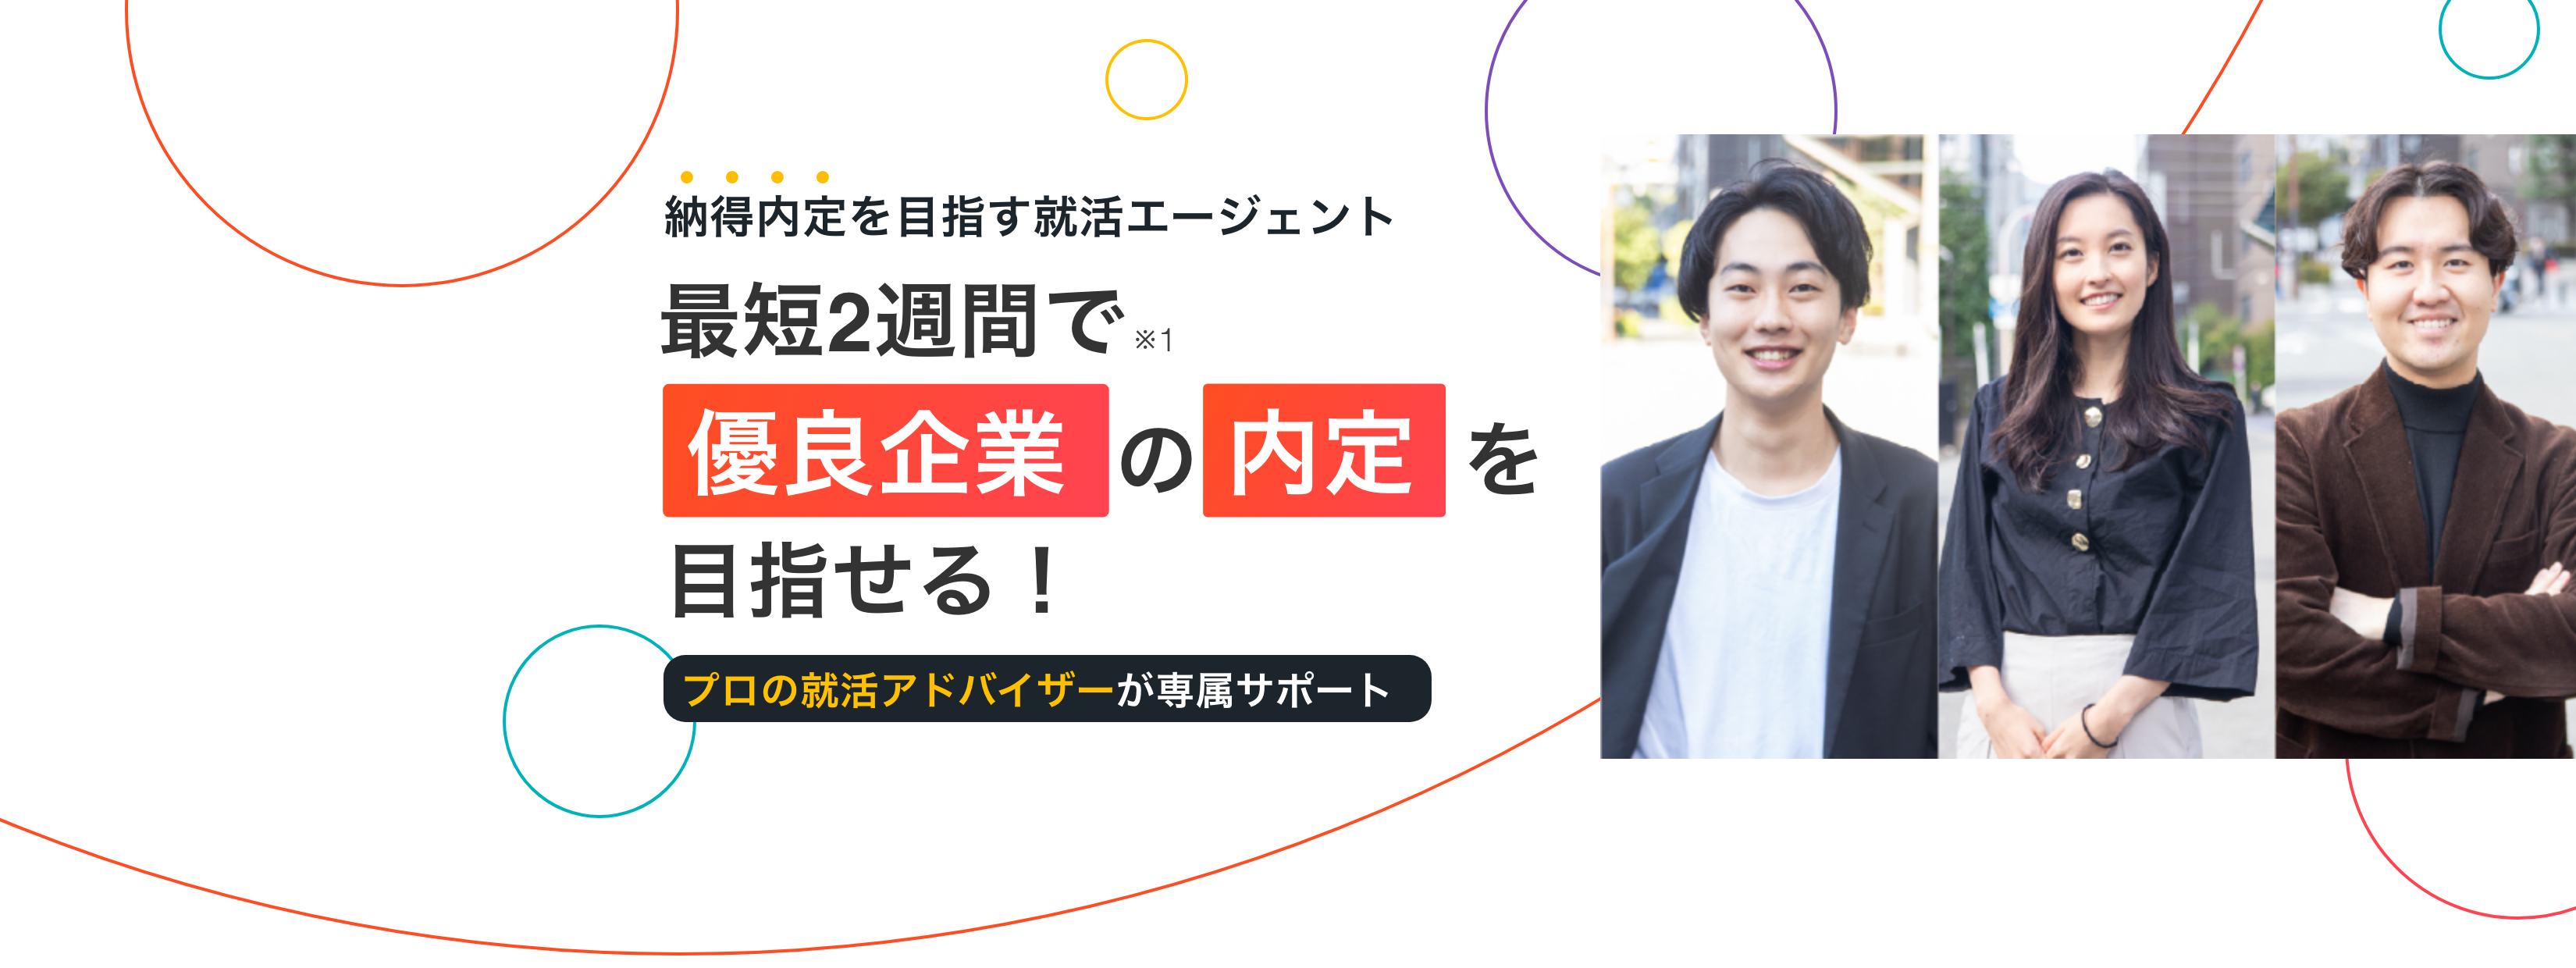 納得内定を目指す就活エージェント
最短2週間で※1
優良企業の内定を
目指せる！
プロの就活アドバイザーが専属サポート